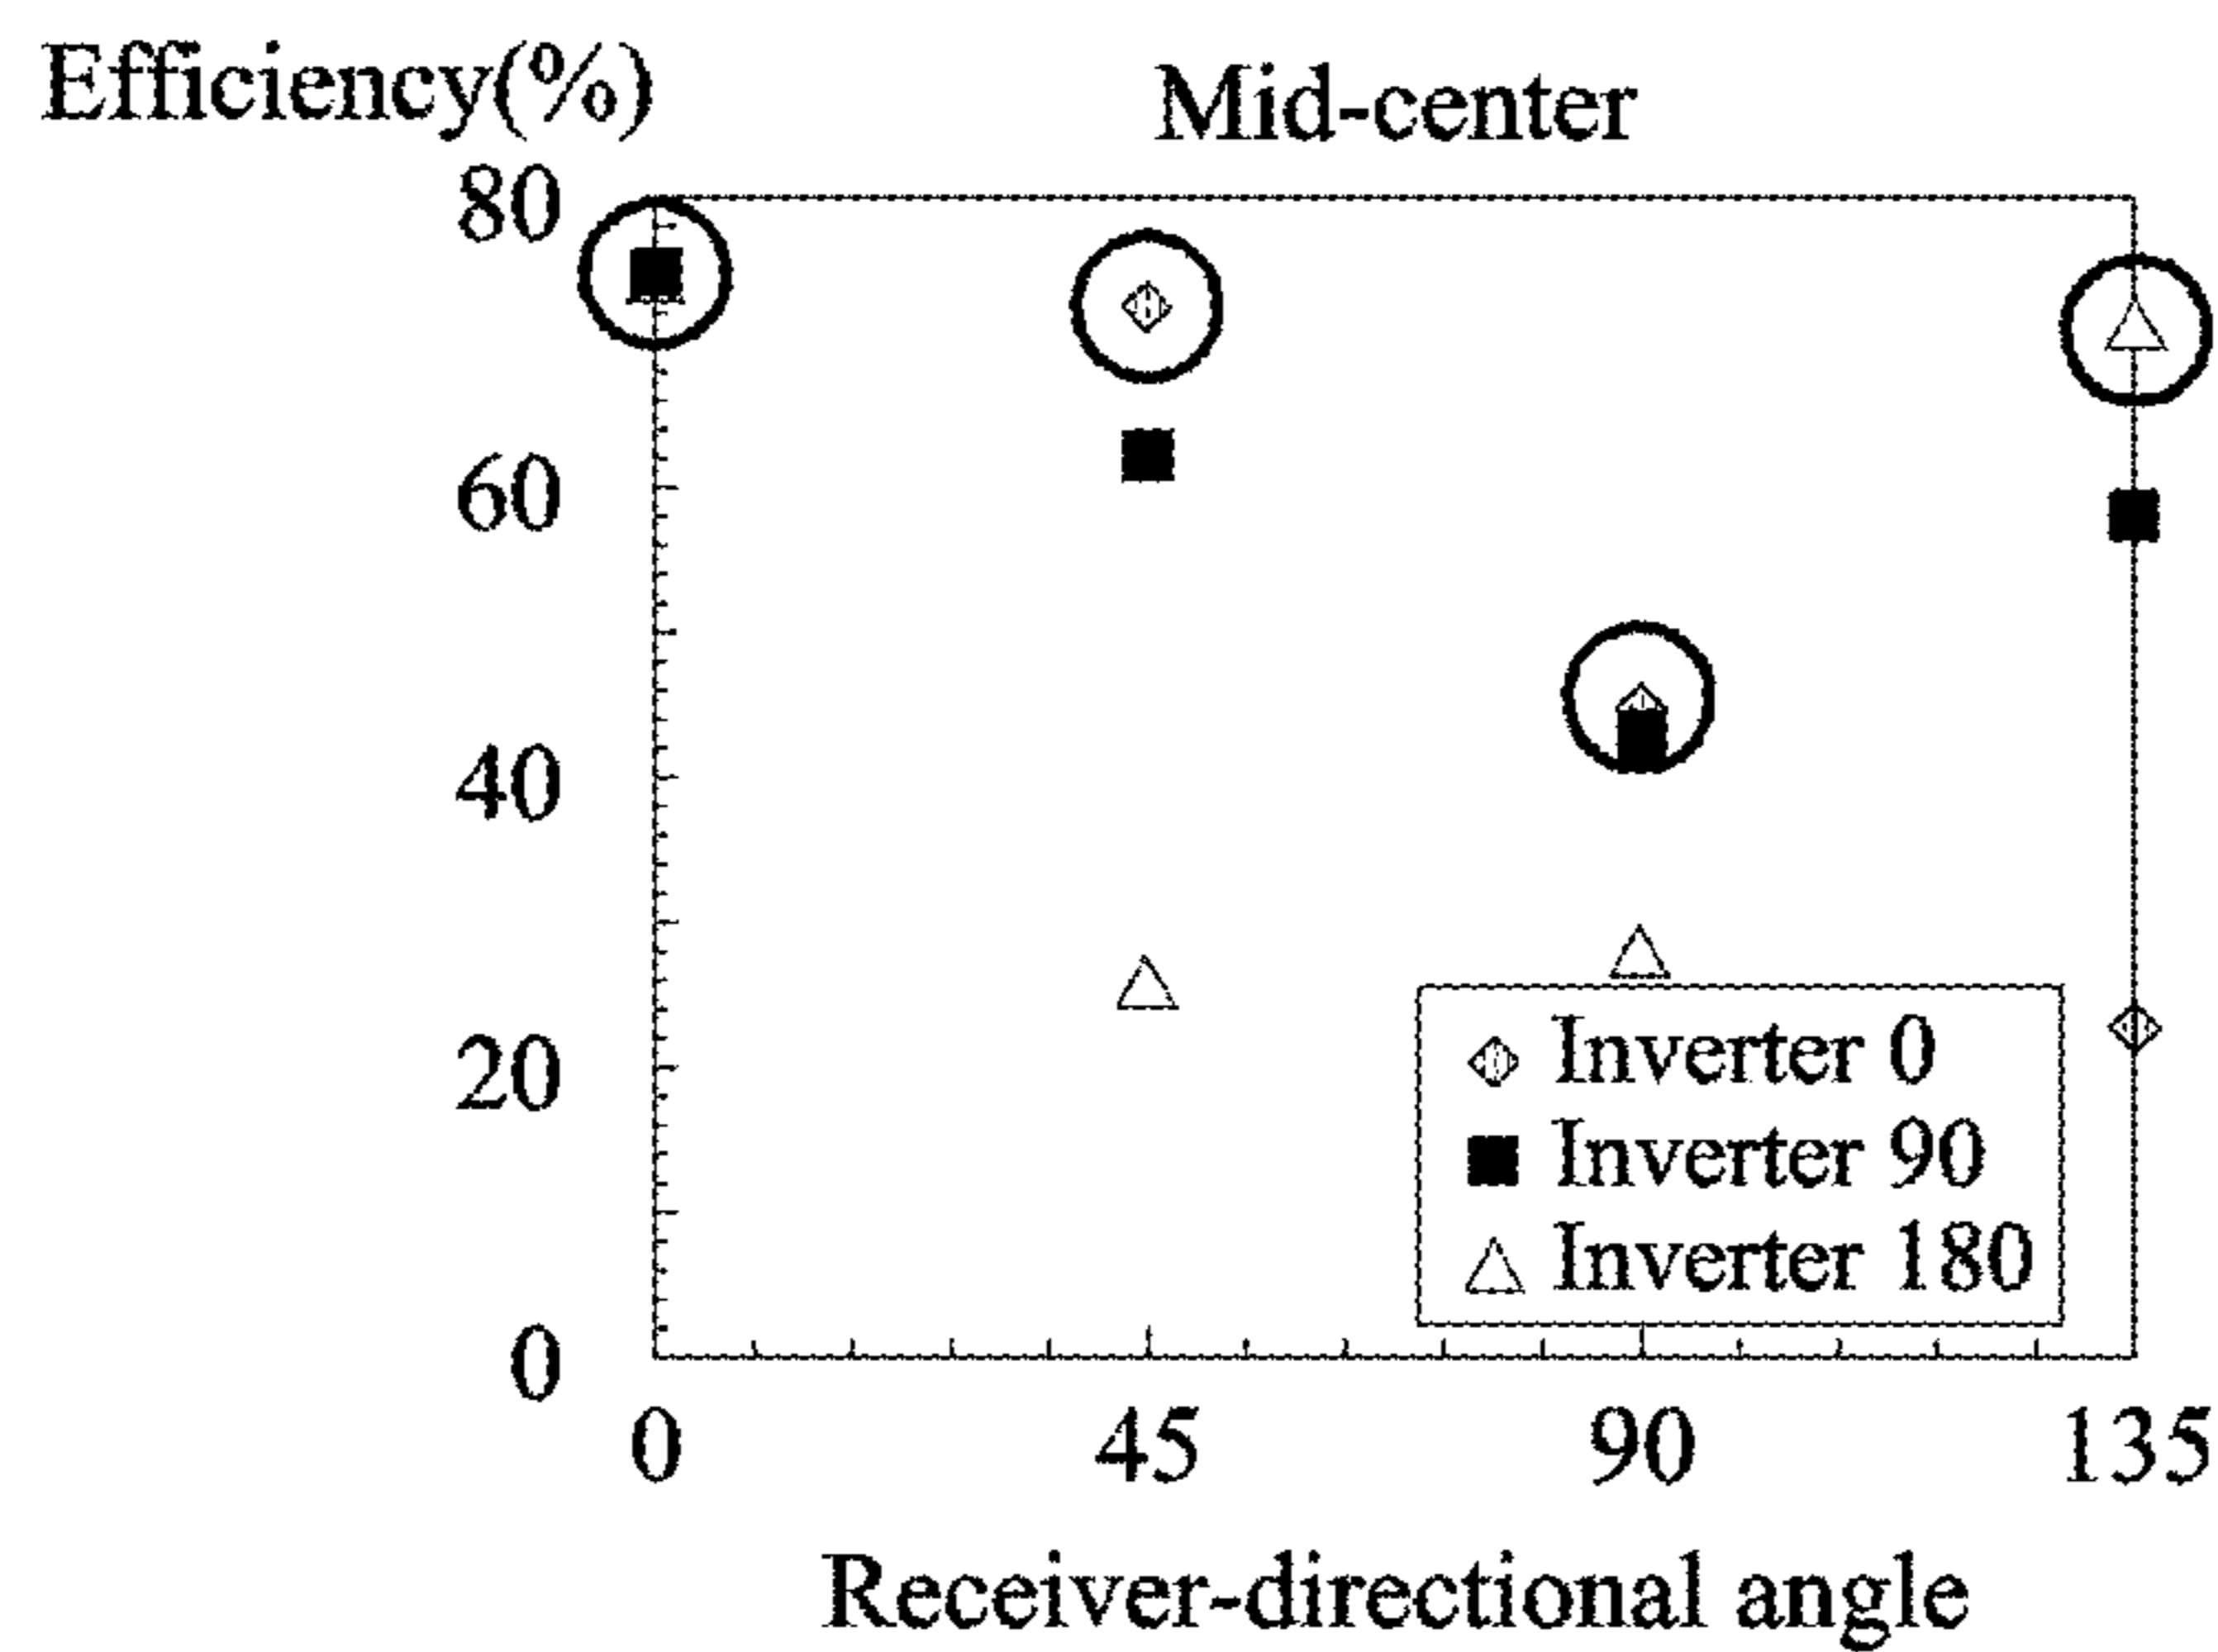 Efficiency(%)
Mid-center
80
60
40
20
0
Inverter 0
Inverter 90
Inverter 180
0 45 90 135
Receiver-directional angle